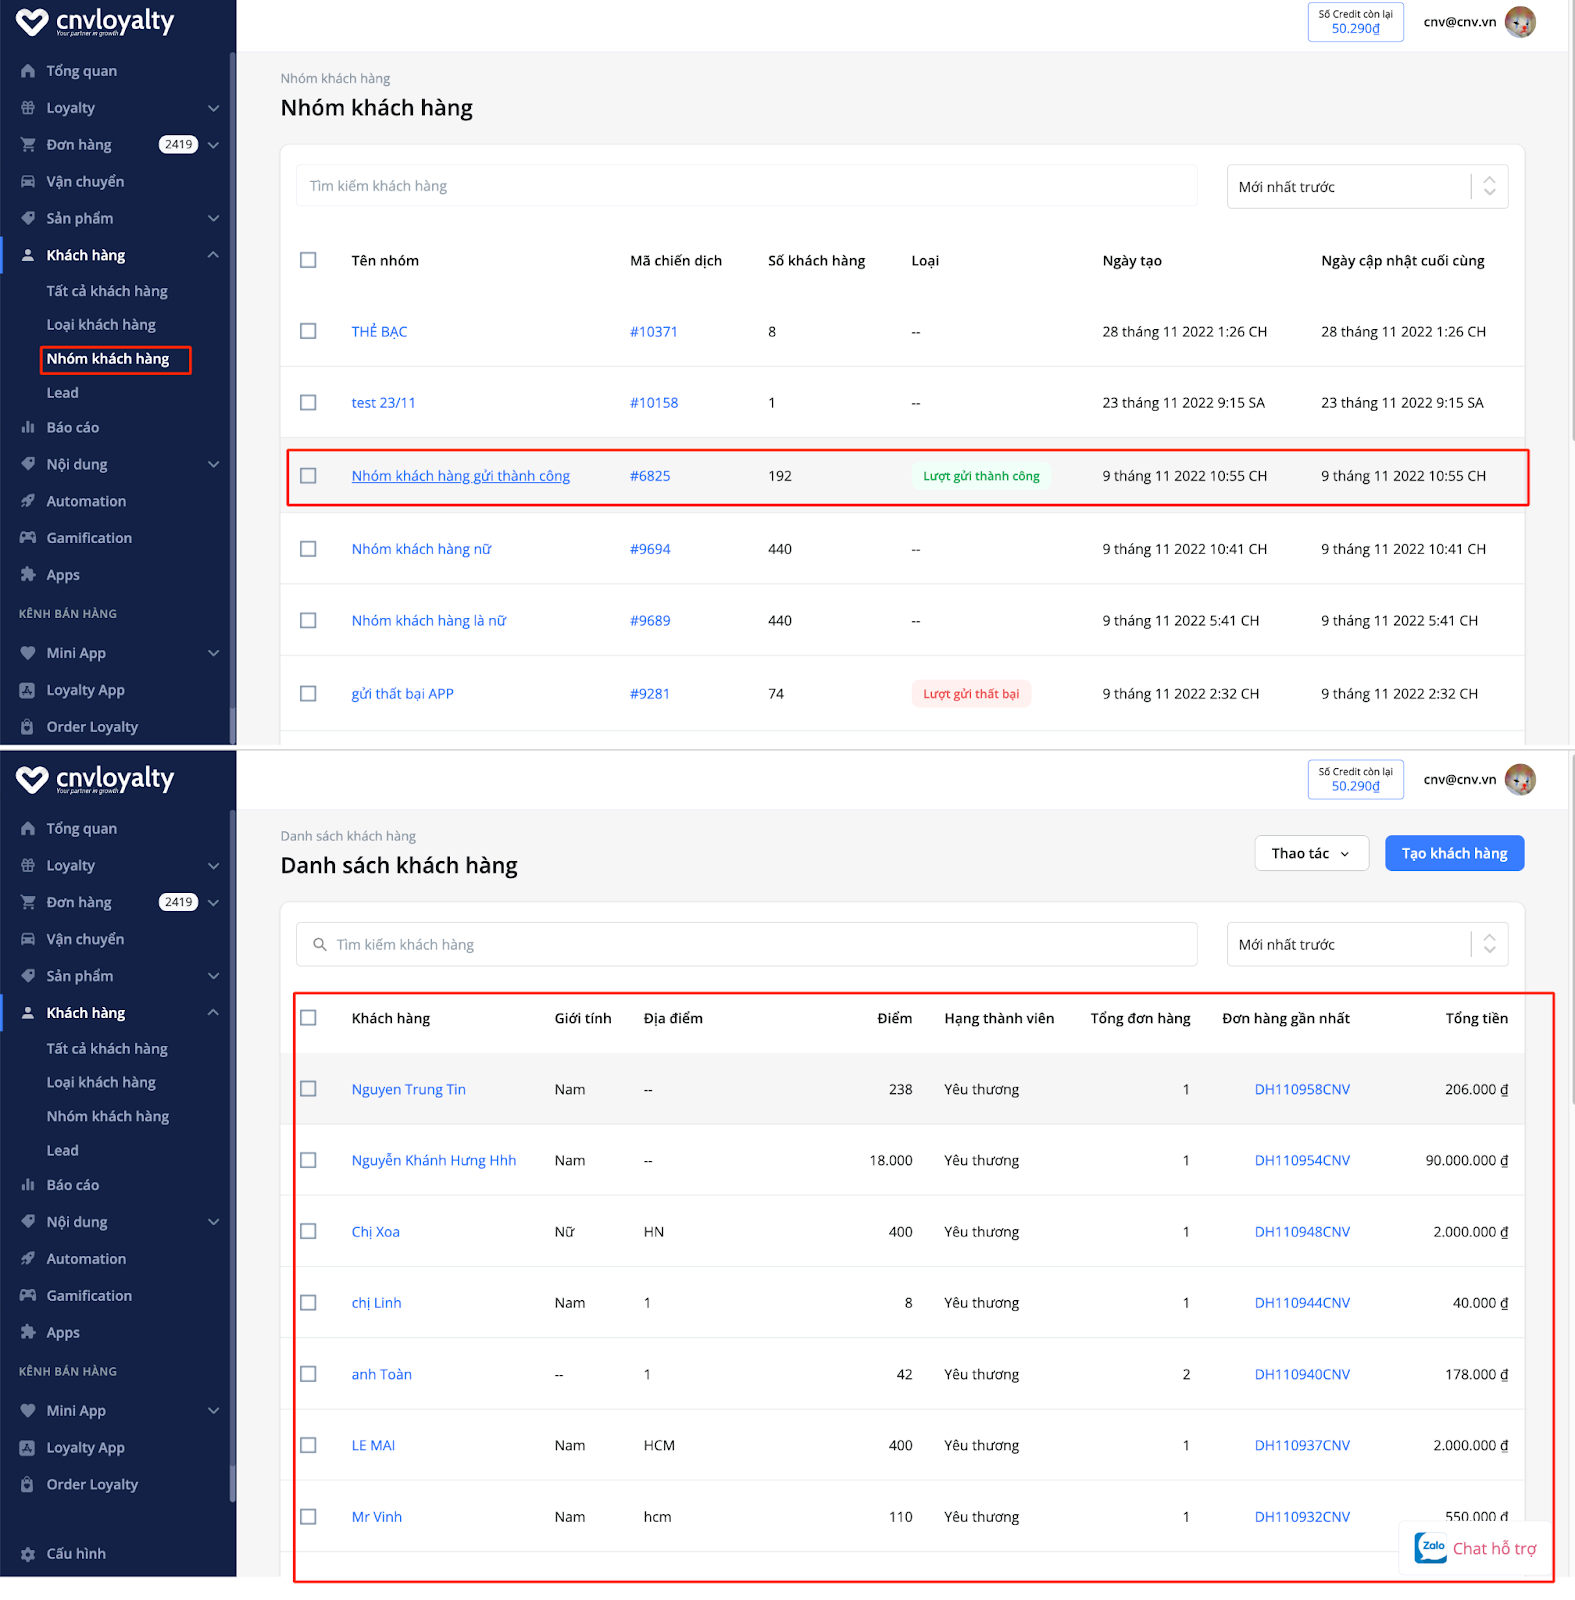 cnvloyalty
Your partner in growth
Số Credit còn lại
50.290₫
cnv@cnv.vn
Tổng quan
Loyalty
Đơn hàng 2419
Vận chuyển
Sản phẩm
Khách hàng
Tất cả khách hàng
Loại khách hàng
Nhóm khách hàng
Lead
Báo cáo
Nội dung
Automation
Gamification
Apps
KÊNH BÁN HÀNG
Mini App
Loyalty App
Order Loyalty
Nhóm khách hàng
Nhóm khách hàng
Tìm kiếm khách hàng
Mới nhất trước
Tên nhóm Mã chiến dịch Số khách hàng Loại Ngày tạo Ngày cập nhật cuối cùng
THẺ BẠC #10371 8 -- 28 tháng 11 2022 1:26 CH 28 tháng 11 2022 1:26 CH
test 23/11 #10158 1 -- 23 tháng 11 2022 9:15 SA 23 tháng 11 2022 9:15 SA
Nhóm khách hàng gửi thành công #6825 192 Lượt gửi thành công 9 tháng 11 2022 10:55 CH 9 tháng 11 2022 10:55 CH
Nhóm khách hàng nữ #9694 440 -- 9 tháng 11 2022 10:41 CH 9 tháng 11 2022 10:41 CH
Nhóm khách hàng là nữ #9689 440 -- 9 tháng 11 2022 5:41 CH 9 tháng 11 2022 5:41 CH
gửi thất bại APP #9281 74 Lượt gửi thất bại 9 tháng 11 2022 2:32 CH 9 tháng 11 2022 2:32 CH
cnvloyalty
Your partner in growth
Số Credit còn lại
50.290₫
cnv@cnv.vn
Tổng quan
Loyalty
Đơn hàng 2419
Vận chuyển
Sản phẩm
Khách hàng
Tất cả khách hàng
Loại khách hàng
Nhóm khách hàng
Lead
Báo cáo
Nội dung
Automation
Gamification
Apps
KÊNH BÁN HÀNG
Mini App
Loyalty App
Order Loyalty
Cấu hình
Danh sách khách hàng
Danh sách khách hàng
Thao tác
Tạo khách hàng
Tìm kiếm khách hàng
Mới nhất trước
Khách hàng Giới tính Địa điểm Điểm Hạng thành viên Tổng đơn hàng Đơn hàng gần nhất Tổng tiền
Nguyen Trung Tin Nam -- 238 Yêu thương 1 DH110958CNV 206.000 ₫
Nguyễn Khánh Hưng Hhh Nam -- 18.000 Yêu thương 1 DH110954CNV 90.000.000 ₫
Chị Xoa Nữ HN 400 Yêu thương 1 DH110948CNV 2.000.000 ₫
chị Linh Nam 1 8 Yêu thương 1 DH110944CNV 40.000 ₫
anh Toàn -- 1 42 Yêu thương 2 DH110940CNV 178.000 ₫
LE MAI Nam HCM 400 Yêu thương 1 DH110937CNV 2.000.000 ₫
Mr Vinh Nam hcm 110 Yêu thương 1 DH110932CNV 550.000 ₫
Zalo Chat hỗ trợ